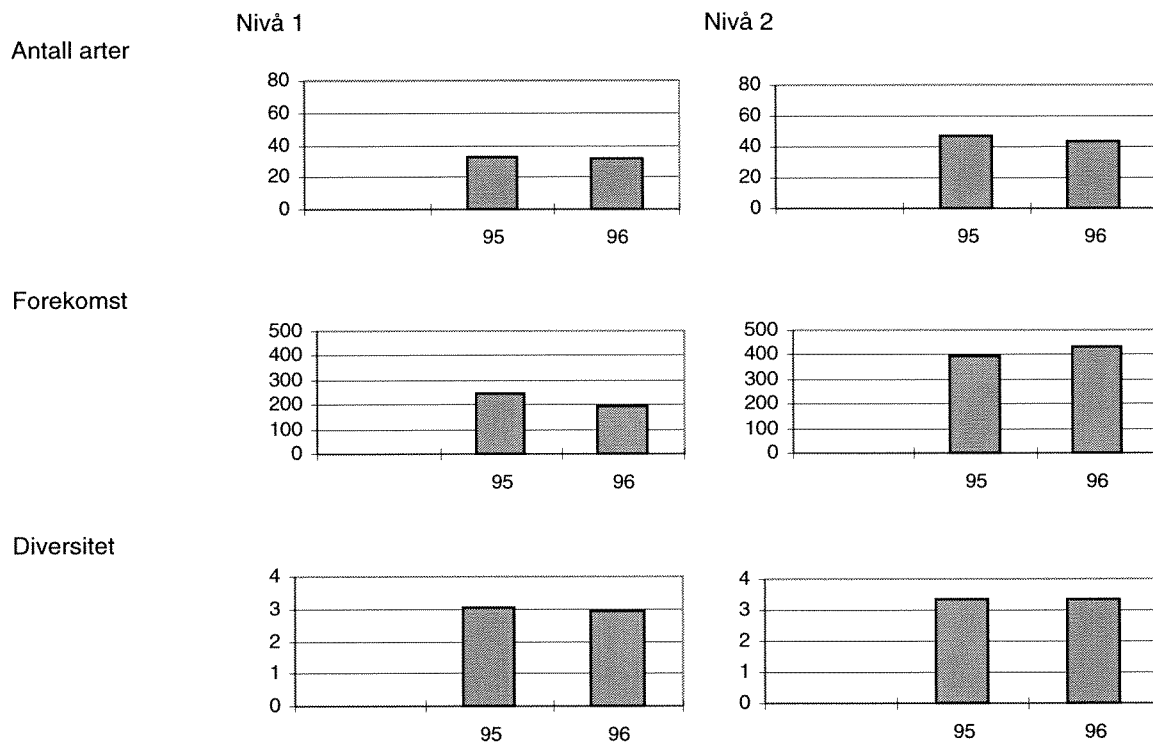 Nivå 1 Nivå 2
Antall arter
80 80
60 60
40 40
20 20
0 0
95 96 95 96
Forekomst
500 500
400 400
300 300
200 200
100 100
0 0
95 96 95 96
Diversitet
4 4
3 3
2 2
1 1
0 0
95 96 95 96